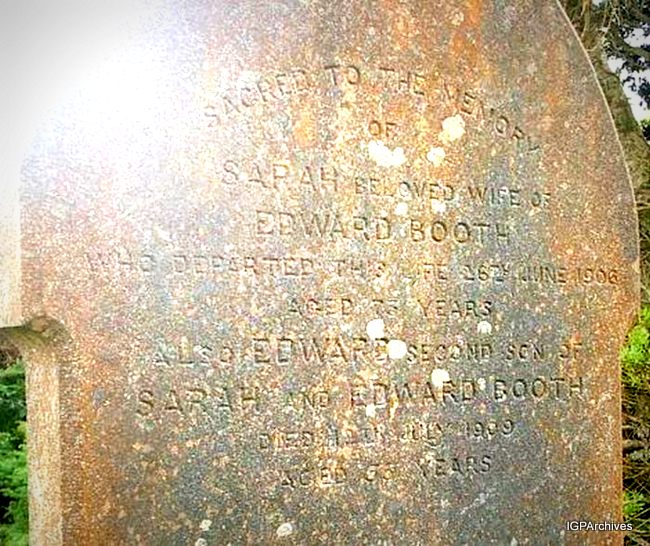 SACRED TO THE MEMORY
OF
SARAH BELOVED WIFE OF
EDWARD BOOTH
WHO DEPARTED THIS LIFE 26TH JUNE 1906
AGED YEARS
ALSO EDWARD SECOND SON OF
SARAH AND EDWARD BOOTH
DIED JULY 1909
AGED YEARS
IGPArchives